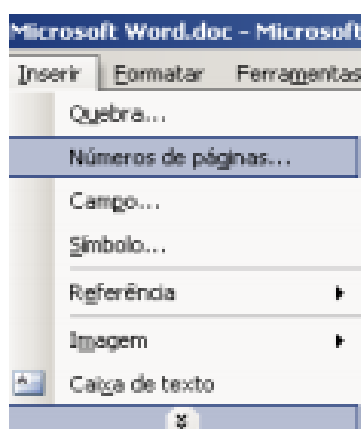 Microsoft Word.doc - Microsoft
Inserir Formatar Ferramentas
Quebra...
Números de páginas...
Campo...
Símbolo...
Referência
Imagem
Caixa de texto